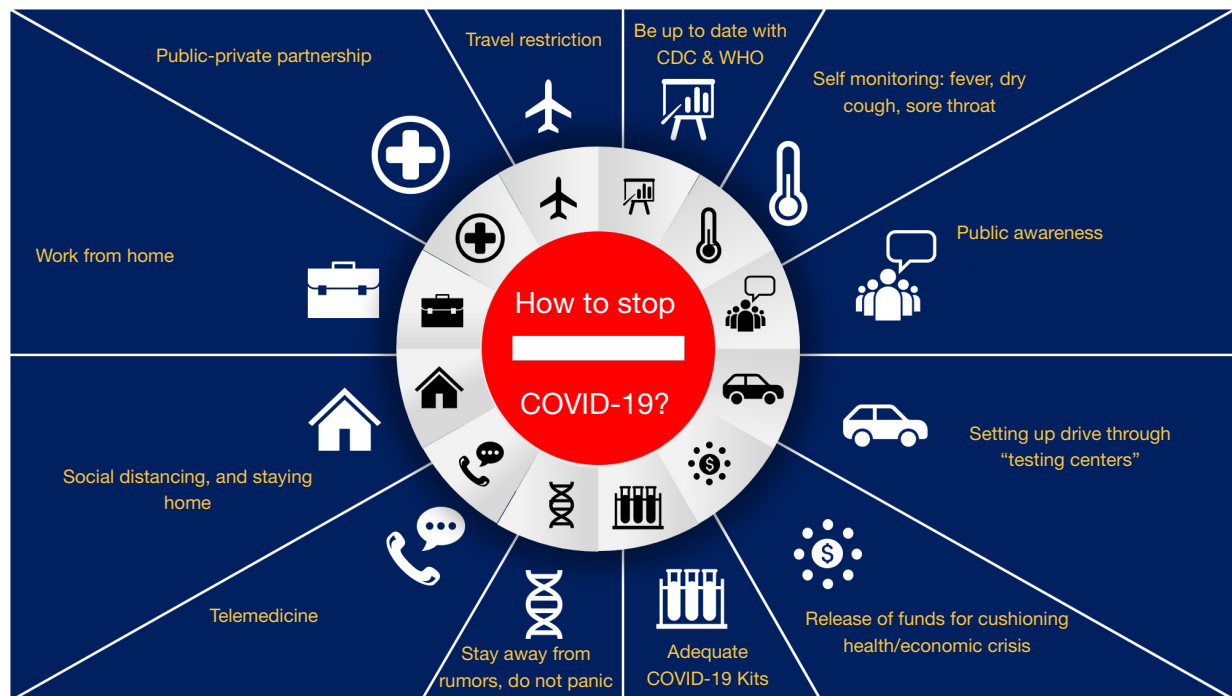 Public-private partnership
Travel restriction
Be up to date with
CDC & WHO
Self monitoring: fever, dry
cough, sore throat
Work from home
Public awareness
How to stop
COVID-19?
Social distancing, and staying
home
Setting up drive through
“testing centers”
Telemedicine
Stay away from
rumors, do not panic
Adequate
COVID-19 Kits
Release of funds for cushioning
health/economic crisis
$
$